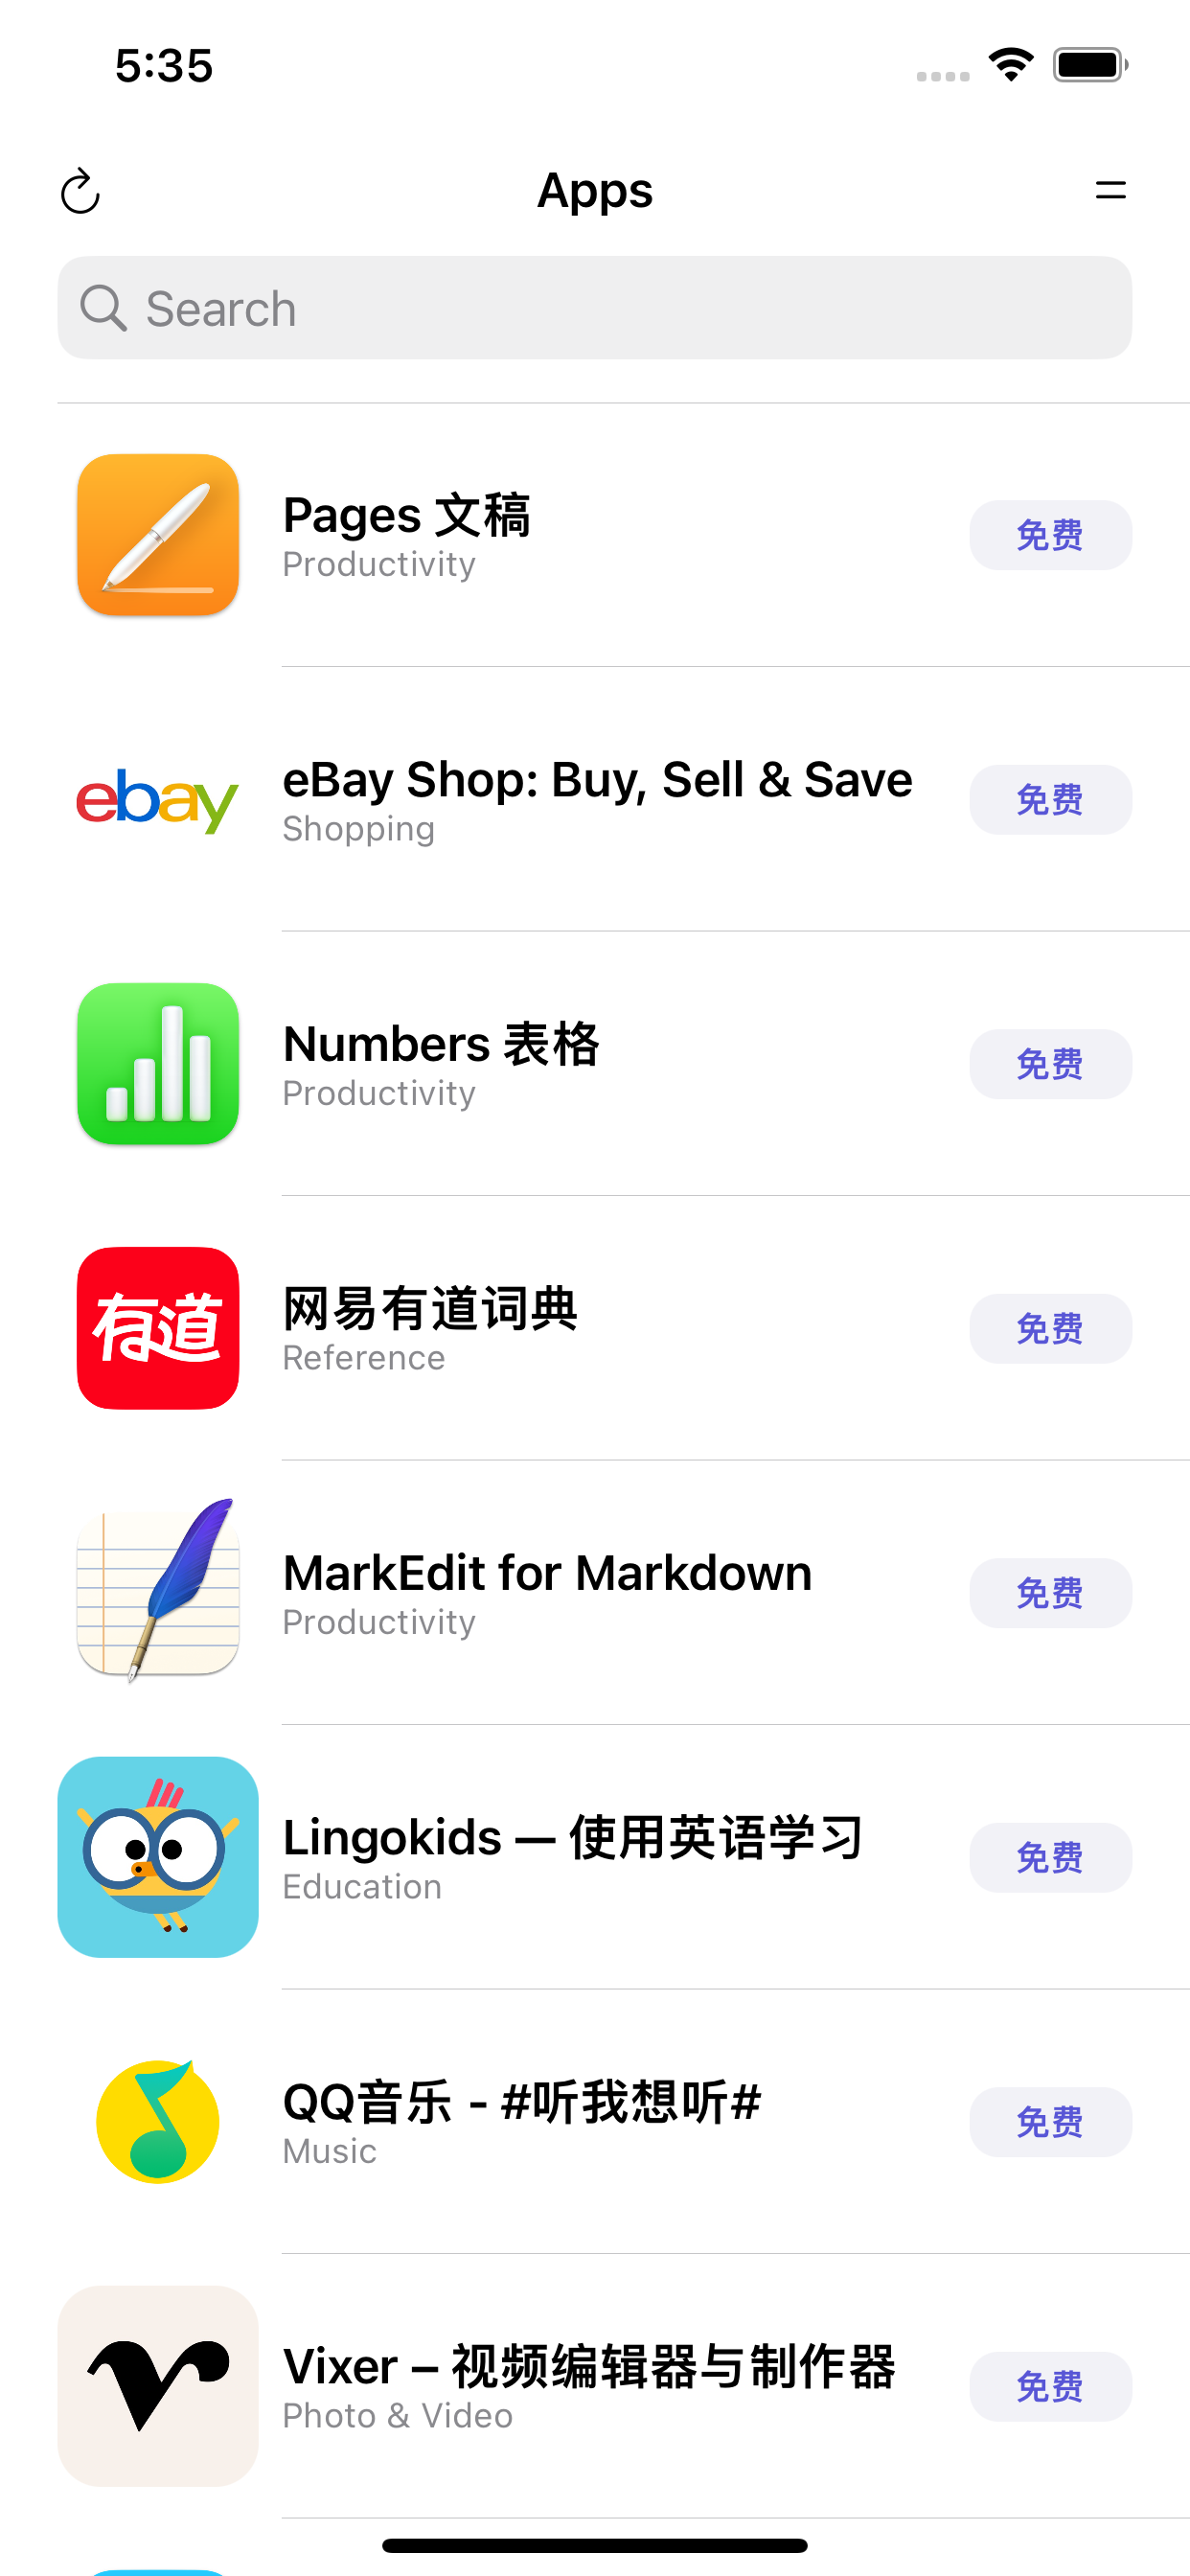 5:35
Apps
Search
Pages 文稿
Productivity
免费
ebay
eBay Shop: Buy, Sell & Save
Shopping
免费
Numbers 表格
Productivity
免费
有道
网易有道词典
Reference
免费
MarkEdit for Markdown
Productivity
免费
Lingokids — 使用英语学习
Education
免费
QQ音乐 - #听我想听#
Music
免费
Vixer – 视频编辑器与制作器
Photo & Video
免费